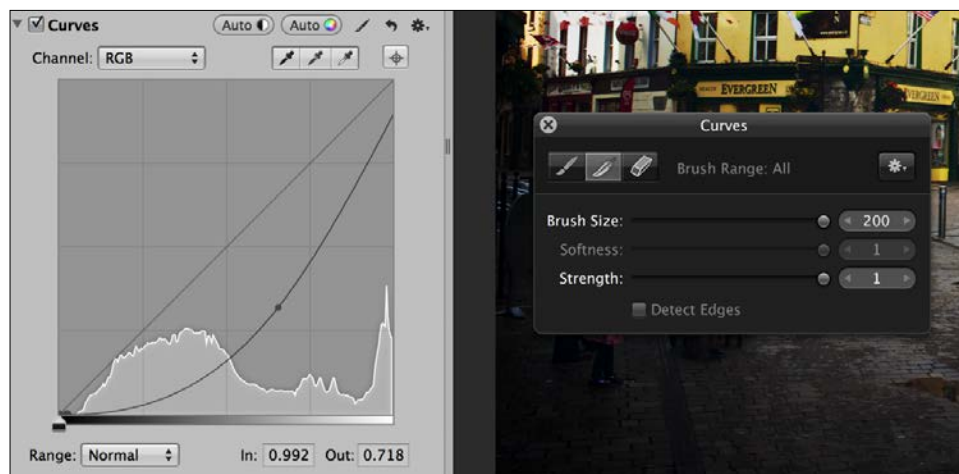 Curves
Auto
Auto
Channel: RGB
Range: Normal
In: 0.992 Out: 0.718
EVERGREEN
EVERGREEN
Curves
Brush Range: All
Brush Size: 200
Softness: 1
Strength: 1
Detect Edges